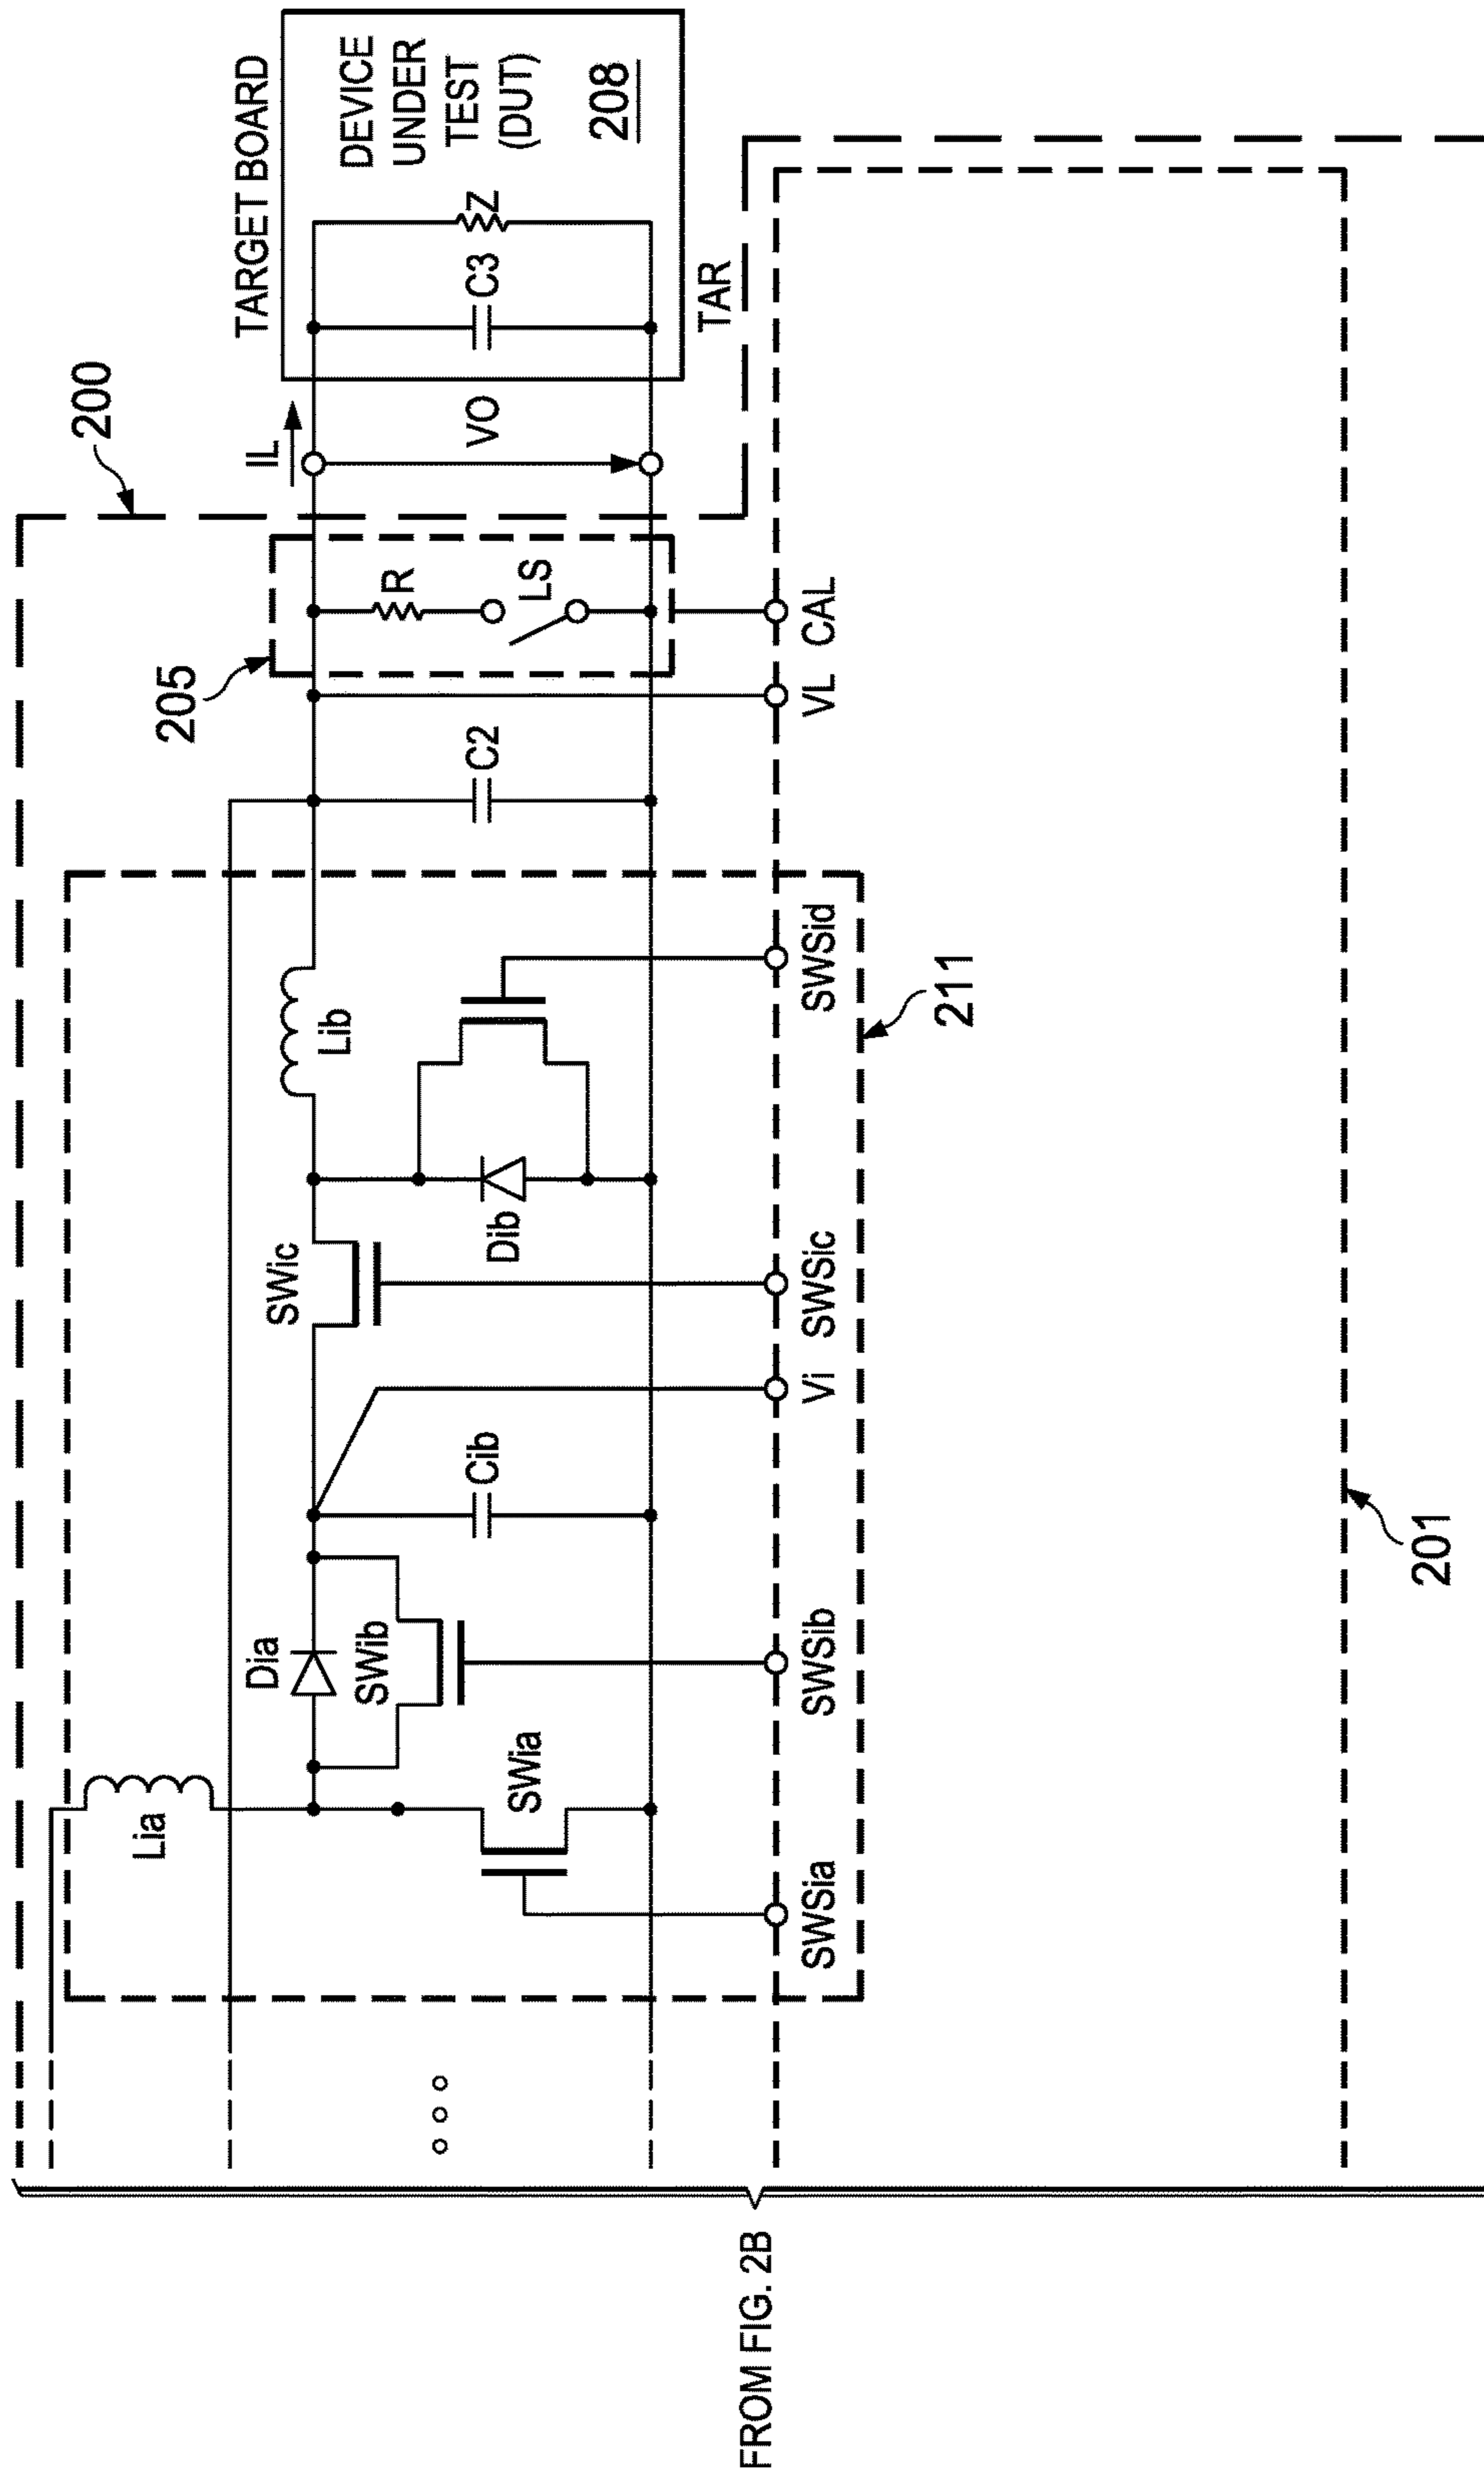 FROM FIG. 2B
200
TARGET BOARD
DEVICE
UNDER
TEST
(DUT)
208
Z
C3
TAR
IL
VO
205
R
LS
C2
VL
CAL
Lia
Dia
SWib
SWia
Cib
SWic
Dib
Lib
SWSia
SWSib
Vi
SWSic
SWSid
211
201